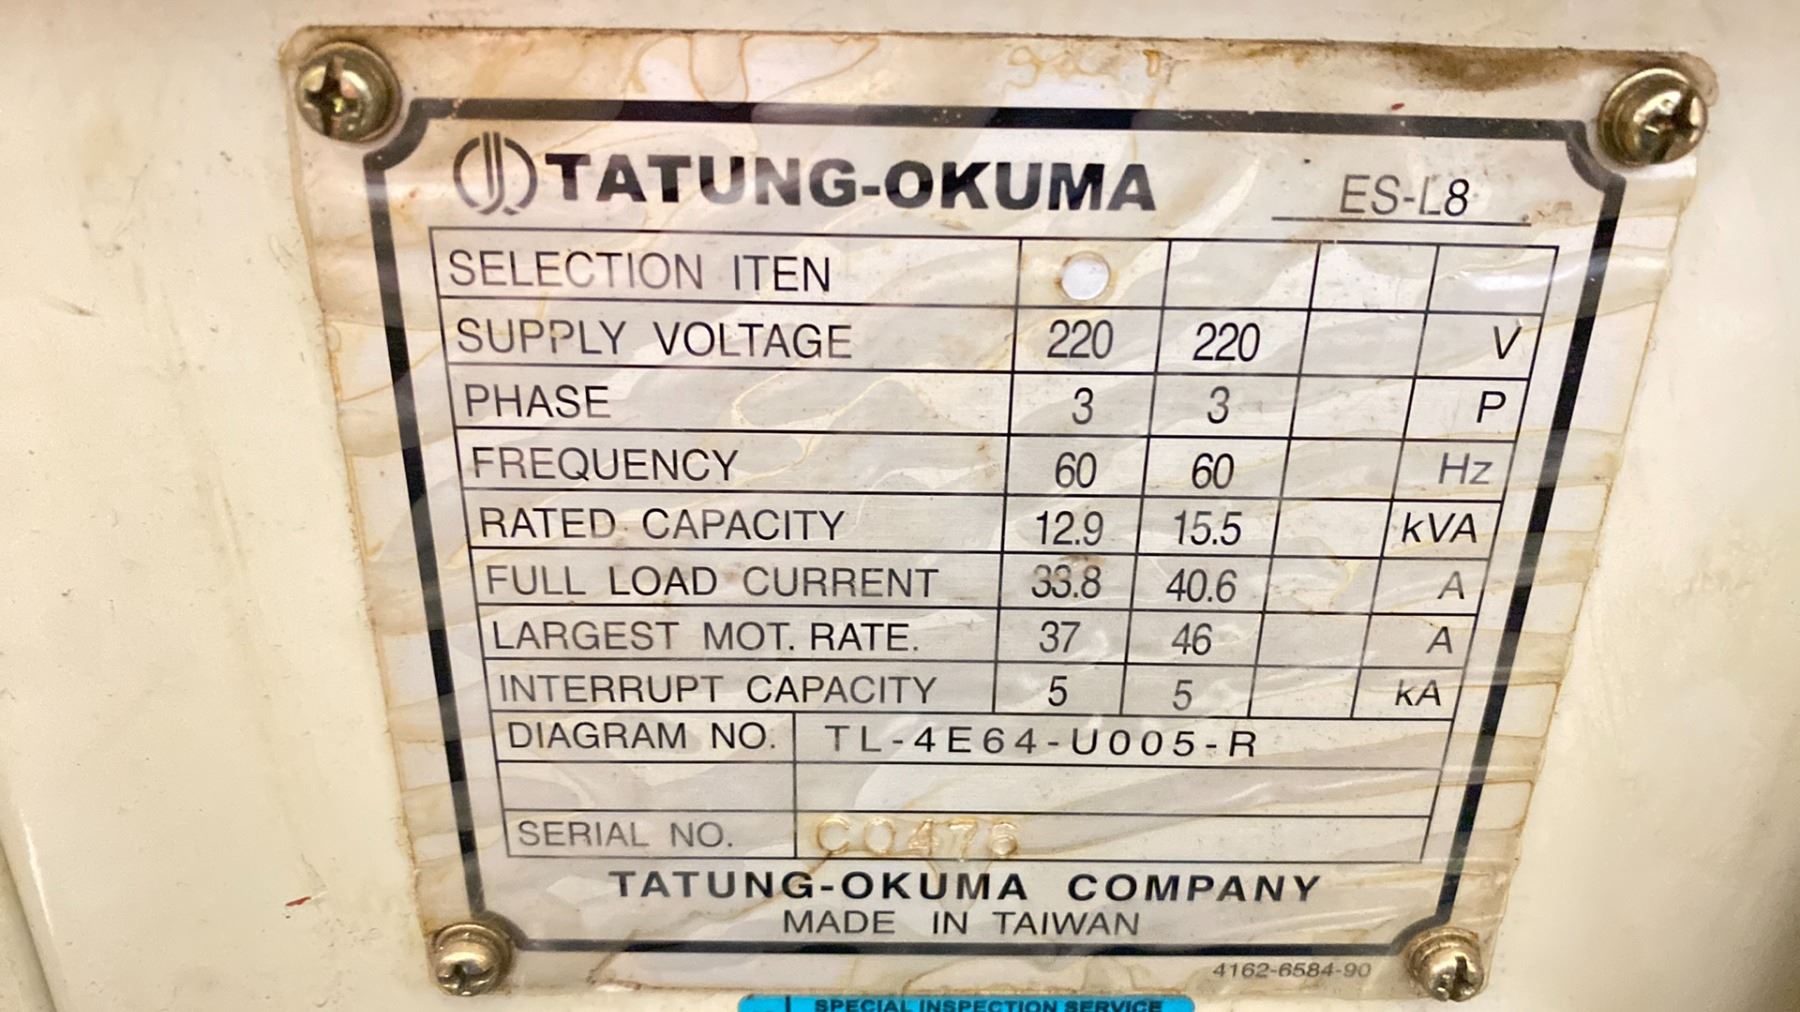 TATUNG-OKUMA ES-L8
SELECTION ITEN
SUPPLY VOLTAGE 220 220 V
PHASE 3 3 P
FREQUENCY 60 60 Hz
RATED CAPACITY 12.9 15.5 kVA
FULL LOAD CURRENT 33.8 40.6 A
LARGEST MOT. RATE. 37 46 A
INTERRUPT CAPACITY 5 5 kA
DIAGRAM NO. TL-4E64-U005-R
SERIAL NO. C0476
TATUNG-OKUMA COMPANY
MADE IN TAIWAN
4162-6584-90
SPECIAL INSPECTION SERVICE